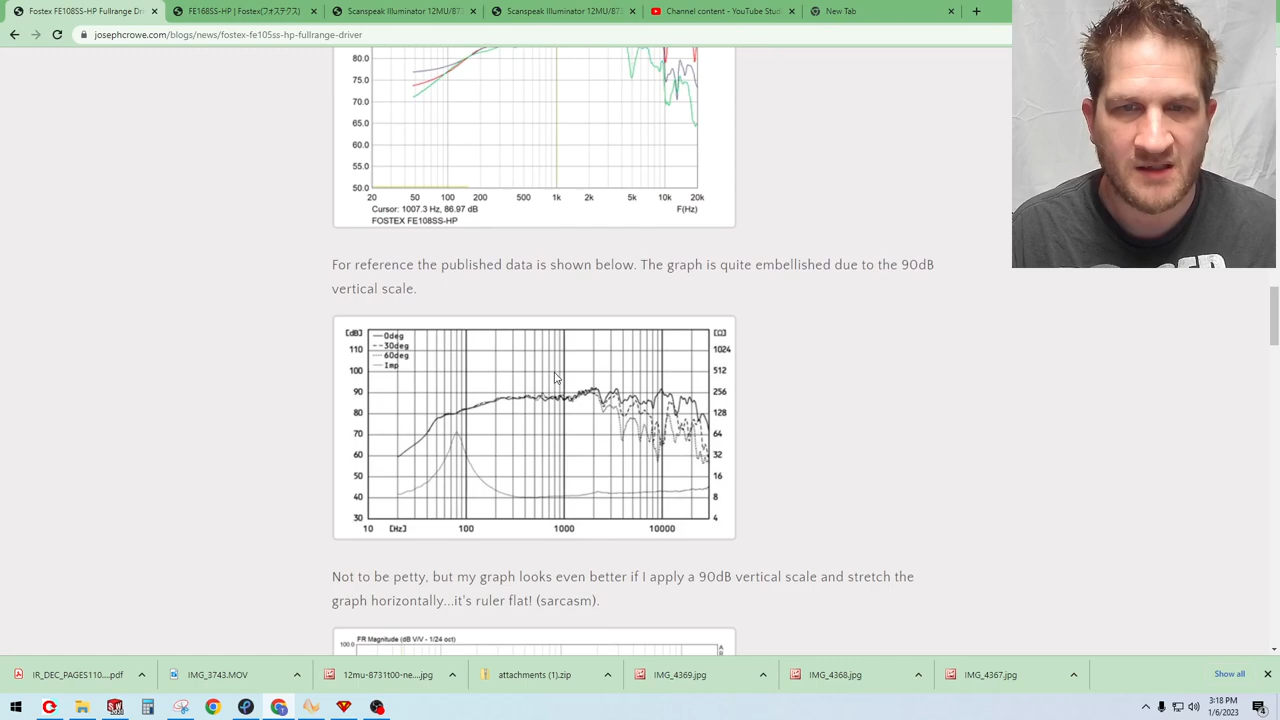 Fostex FE108SS-HP Fullrange Dri
FE168SS-HP | Fostex(フォステクス)
Scanspeak Illuminator 12MU/873
Scanspeak Illuminator 12MU/873
Channel content - YouTube Stud
New Tab
josephcrowe.com/blogs/news/fostex-fe105ss-hp-fullrange-driver
80.0
75.0
70.0
65.0
60.0
55.0
50.0
20 50 100 200 500 1k 2k 5k 10k 20k
Cursor: 1007.3 Hz, 86.97 dB F(Hz)
FOSTEX FE108SS-HP
For reference the published data is shown below. The graph is quite embellished due to the 90dB
vertical scale.
[dB] 0deg [Ω]
30deg
110 1024
60deg
Imp
100 512
90 256
80 128
70 64
60 32
50 16
40 8
30 4
10 [Hz] 100 1000 10000
Not to be petty, but my graph looks even better if I apply a 90dB vertical scale and stretch the
graph horizontally...it's ruler flat! (sarcasm).
FR Magnitude (dB V/V - 1/24 oct)
100.0
IR_DEC_PAGES110....pdf
IMG_3743.MOV
12mu-8731t00-ne....jpg
attachments (1).zip
IMG_4369.jpg
IMG_4368.jpg
IMG_4367.jpg
Show all
3:18 PM
1/6/2023